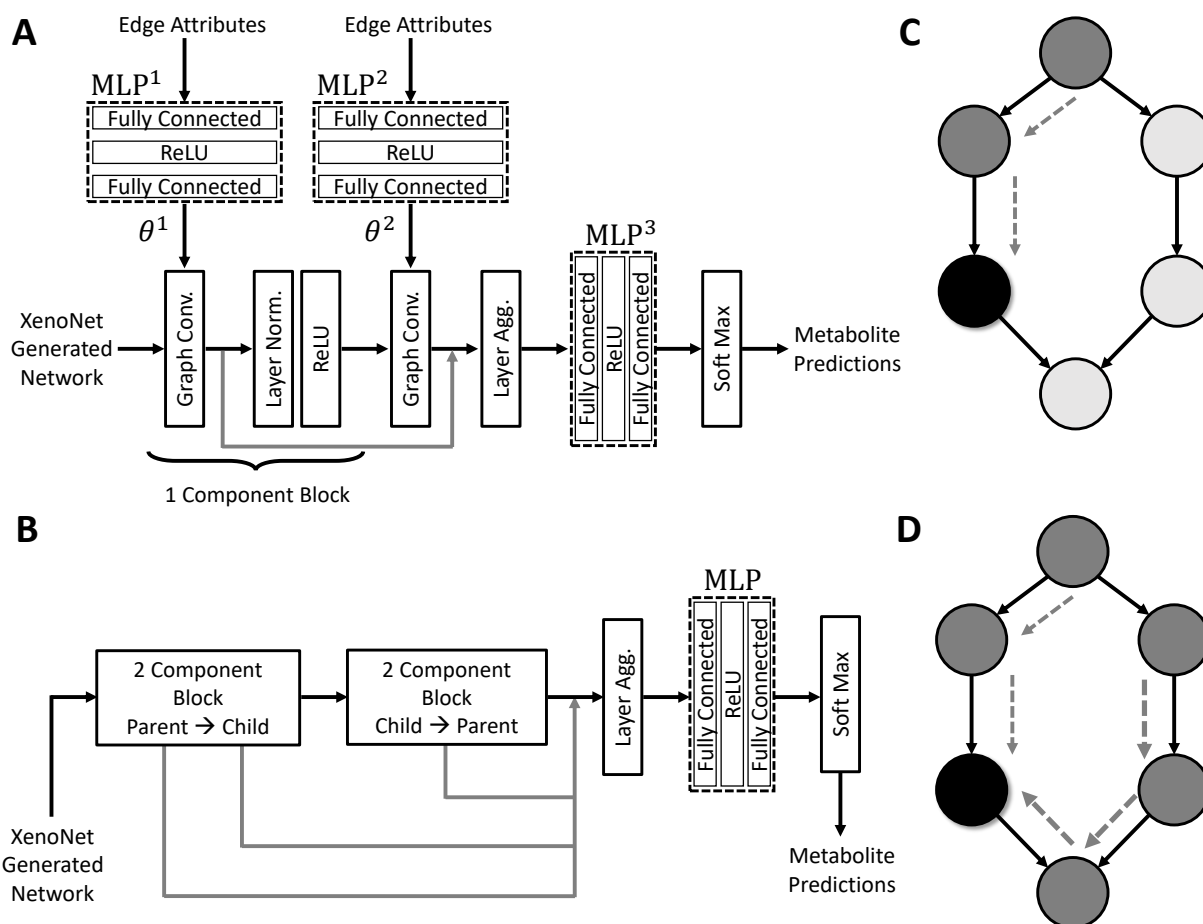 A
Edge Attributes
Edge Attributes
MLP¹
MLP²
Fully Connected
ReLU
Fully Connected
Fully Connected
ReLU
Fully Connected
θ¹
θ²
MLP³
XenoNet
Generated
Network
Graph Conv.
Layer Norm.
ReLU
Graph Conv.
Layer Agg.
Fully Connected
ReLU
Fully Connected
Soft Max
Metabolite
Predictions
1 Component Block
C
B
2 Component
Block
Parent → Child
2 Component
Block
Child → Parent
Layer Agg.
MLP
Fully Connected
ReLU
Fully Connected
Soft Max
XenoNet
Generated
Network
Metabolite
Predictions
D